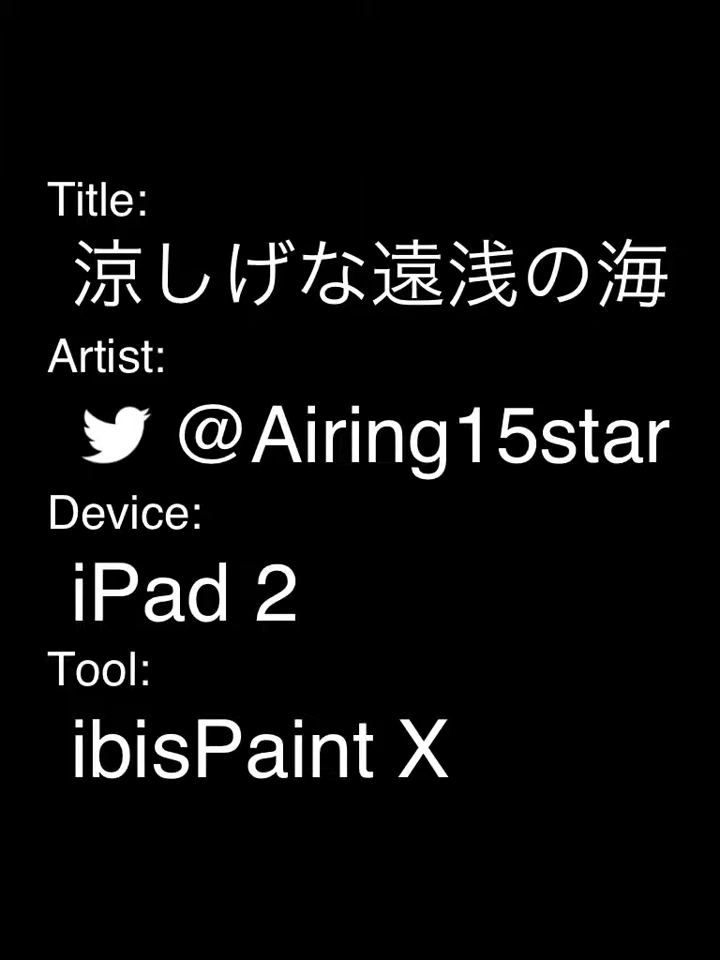 Title:
涼しげな遠浅の海
Artist:
@Airing15star
Device:
iPad 2
Tool:
ibisPaint X